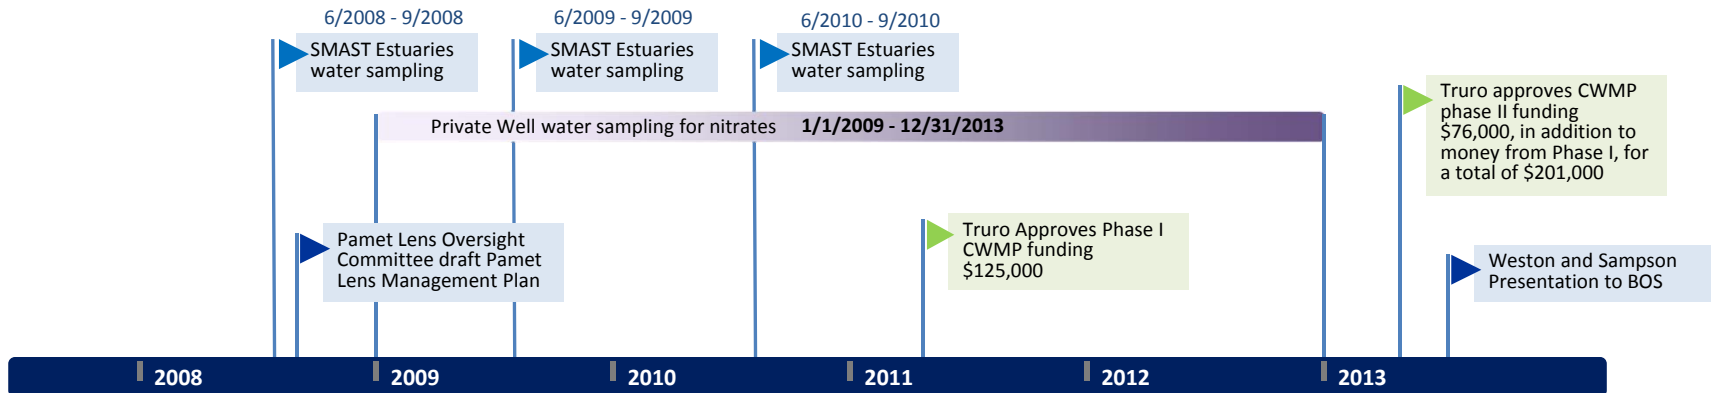 6/2008 - 9/2008
SMAST Estuaries
water sampling
6/2009 - 9/2009
SMAST Estuaries
water sampling
6/2010 - 9/2010
SMAST Estuaries
water sampling
Truro approves CWMP
phase II funding
$76,000, in addition to
money from Phase I, for
a total of $201,000
Private Well water sampling for nitrates 1/1/2009 - 12/31/2013
Pamet Lens Oversight
Committee draft Pamet
Lens Management Plan
Truro Approves Phase I
CWMP funding
$125,000
Weston and Sampson
Presentation to BOS
2008 2009 2010 2011 2012 2013